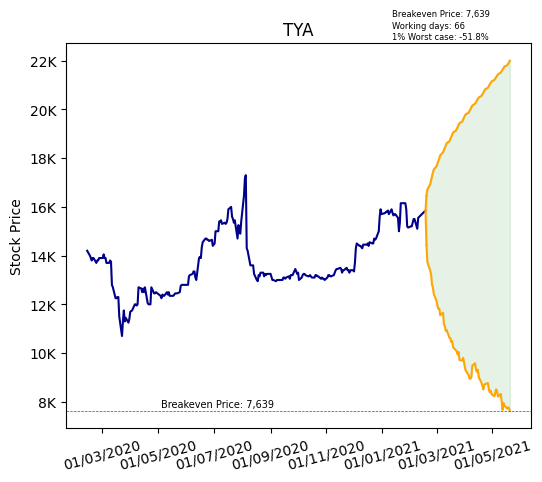 TYA
Breakeven Price: 7,639
Working days: 66
1% Worst case: -51.8%
Stock Price
22K
20K
18K
16K
14K
12K
10K
8K
Breakeven Price: 7,639
01/03/2020
01/05/2020
01/07/2020
01/09/2020
01/11/2020
01/01/2021
01/03/2021
01/05/2021